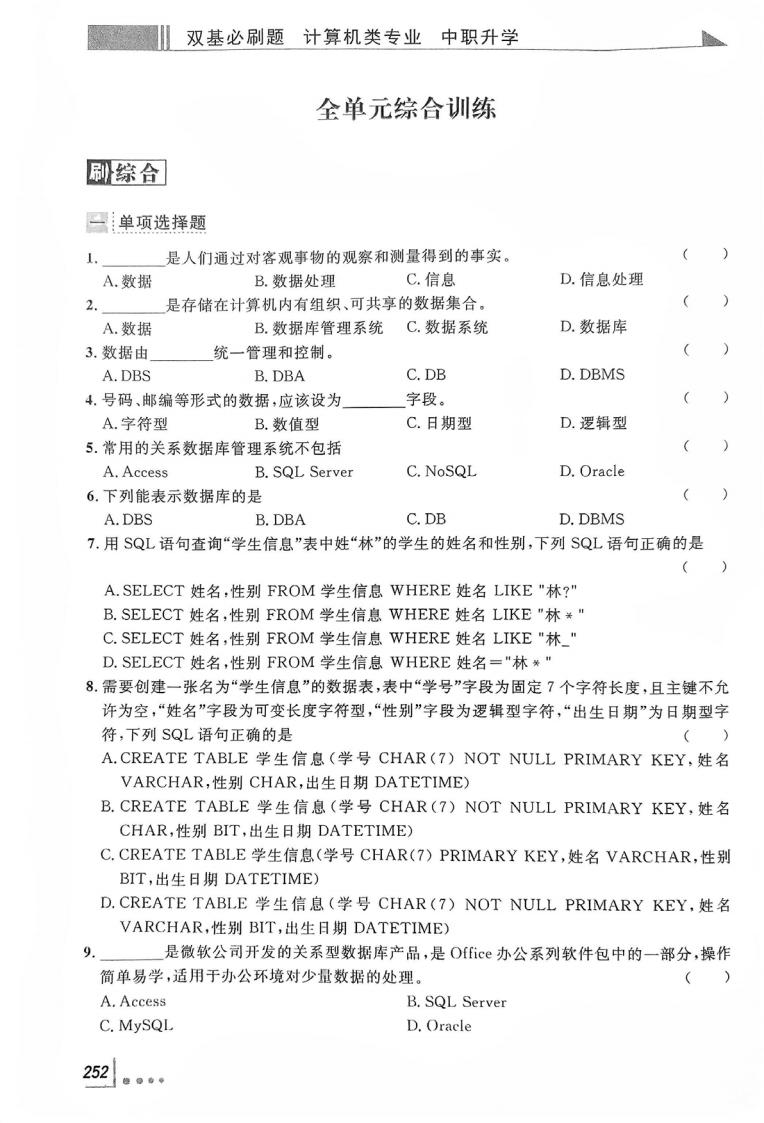 双基必刷题 计算机类专业 中职升学
全单元综合训练
刷综合
一 单项选择题
1. ________是人们通过对客观事物的观察和测量得到的事实。 ( )
A. 数据 B. 数据处理 C. 信息 D. 信息处理
2. ________是存储在计算机内有组织、可共享的数据集合。 ( )
A. 数据 B. 数据库管理系统 C. 数据系统 D. 数据库
3. 数据由________统一管理和控制。 ( )
A. DBS B. DBA C. DB D. DBMS
4. 号码、邮编等形式的数据,应该设为________字段。 ( )
A. 字符型 B. 数值型 C. 日期型 D. 逻辑型
5. 常用的关系数据库管理系统不包括 ( )
A. Access B. SQL Server C. NoSQL D. Oracle
6. 下列能表示数据库的是 ( )
A. DBS B. DBA C. DB D. DBMS
7. 用 SQL 语句查询“学生信息”表中姓“林”的学生的姓名和性别,下列 SQL 语句正确的是
( )
A. SELECT 姓名,性别 FROM 学生信息 WHERE 姓名 LIKE "林?"
B. SELECT 姓名,性别 FROM 学生信息 WHERE 姓名 LIKE "林 * "
C. SELECT 姓名,性别 FROM 学生信息 WHERE 姓名 LIKE "林_"
D. SELECT 姓名,性别 FROM 学生信息 WHERE 姓名="林 * "
8. 需要创建一张名为“学生信息”的数据表,表中“学号”字段为固定 7 个字符长度,且主键不允
许为空,“姓名”字段为可变长度字符型,“性别”字段为逻辑型字符,“出生日期”为日期型字
符,下列 SQL 语句正确的是 ( )
A. CREATE TABLE 学生信息(学号 CHAR(7) NOT NULL PRIMARY KEY,姓名
VARCHAR,性别 CHAR,出生日期 DATETIME)
B. CREATE TABLE 学生信息(学号 CHAR(7) NOT NULL PRIMARY KEY,姓名
CHAR,性别 BIT,出生日期 DATETIME)
C. CREATE TABLE 学生信息(学号 CHAR(7) PRIMARY KEY,姓名 VARCHAR,性别
BIT,出生日期 DATETIME)
D. CREATE TABLE 学生信息(学号 CHAR(7) NOT NULL PRIMARY KEY,姓名
VARCHAR,性别 BIT,出生日期 DATETIME)
9. ________是微软公司开发的关系型数据库产品,是 Office 办公系列软件包中的一部分,操作
简单易学,适用于办公环境对少量数据的处理。 ( )
A. Access B. SQL Server
C. MySQL D. Oracle
252